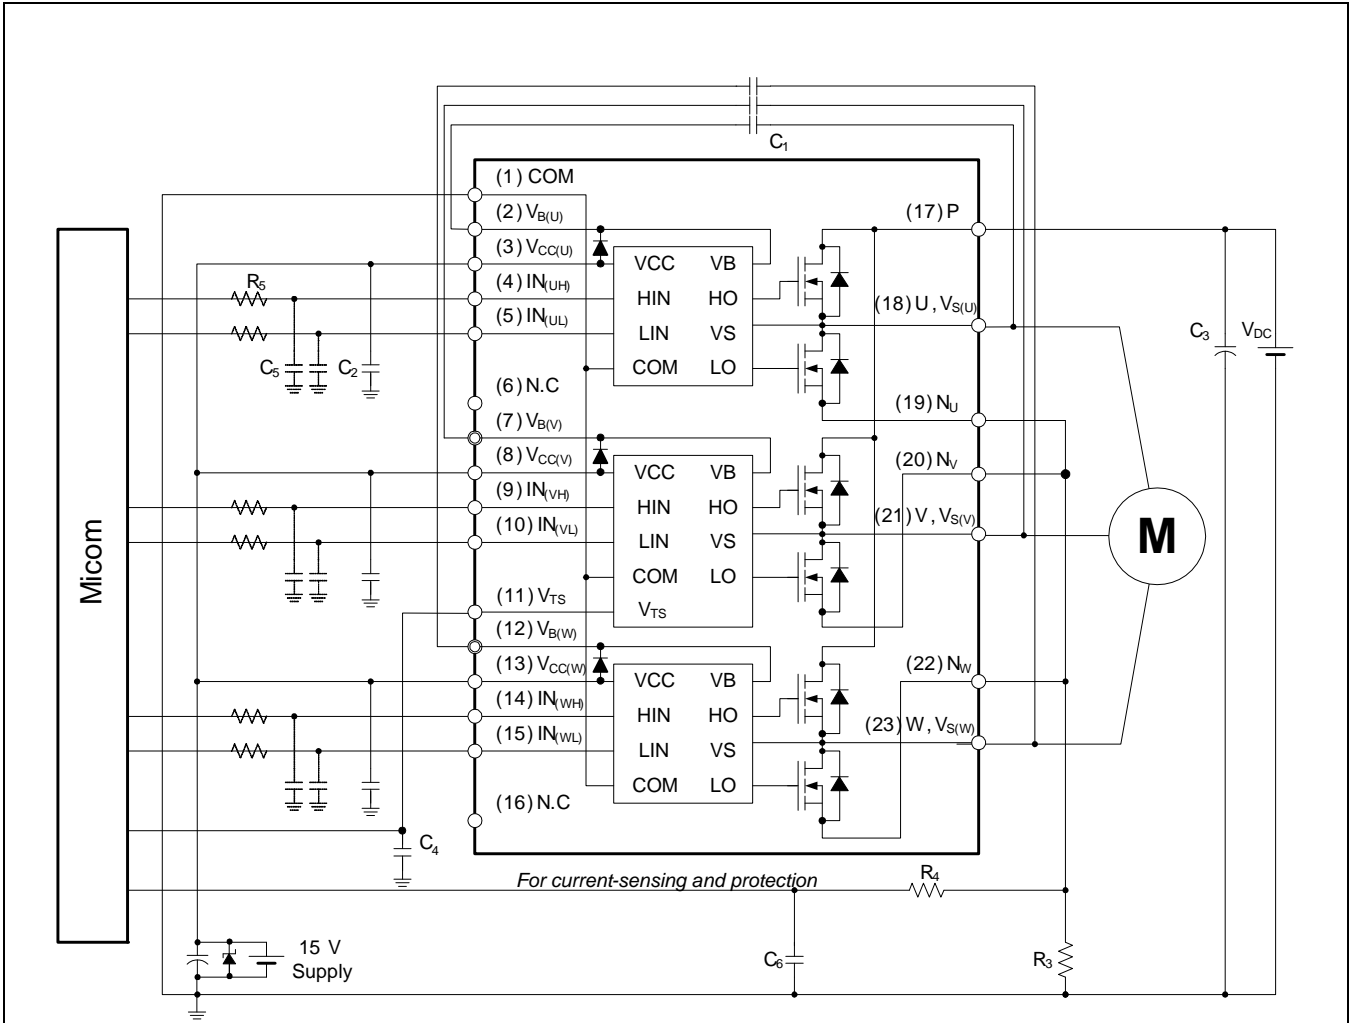 C1
(1) COM
(2) VB(U)
(3) VCC(U)
(4) IN(UH)
(5) IN(UL)
(6) N.C
(7) VB(V)
(8) VCC(V)
(9) IN(VH)
(10) IN(VL)
(11) VTS
(12) VB(W)
(13) VCC(W)
(14) IN(WH)
(15) IN(WL)
(16) N.C
VCC VB
HIN HO
LIN VS
COM LO
VCC VB
HIN HO
LIN VS
COM LO
VTS
VCC VB
HIN HO
LIN VS
COM LO
(17) P
(18) U, VS(U)
(19) NU
(20) NV
(21) V, VS(V)
(22) NW
(23) W, VS(W)
Micom
R5
C5
C2
C4
C3
VDC
M
For current-sensing and protection
R4
R3
C6
15 V
Supply